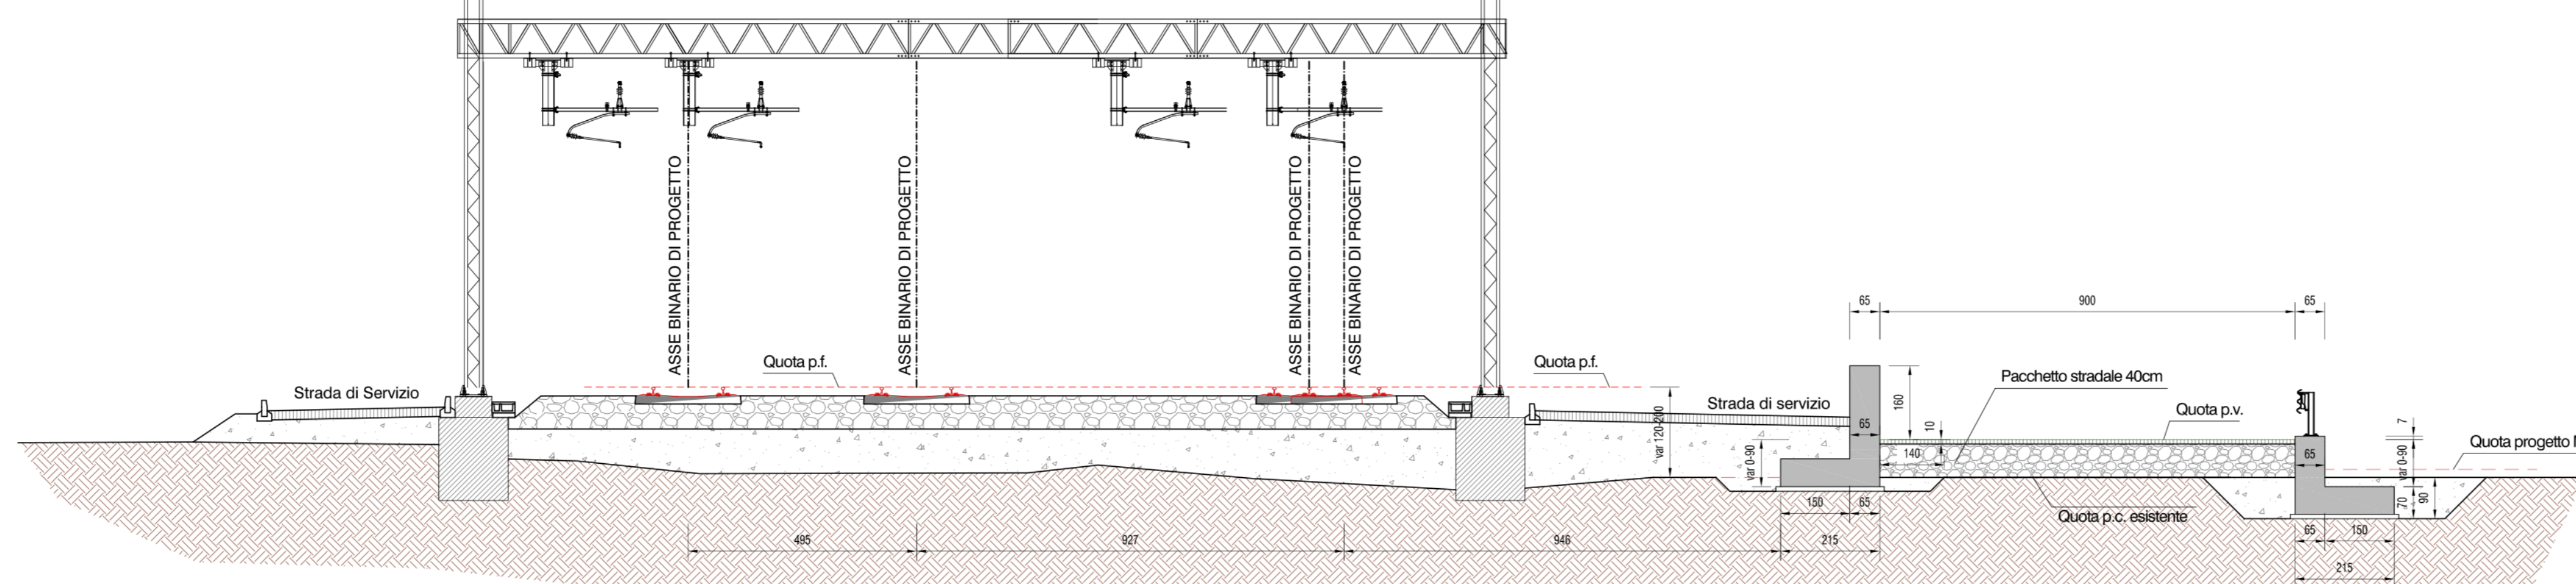 ASSE BINARIO DI PROGETTO
ASSE BINARIO DI PROGETTO
ASSE BINARIO DI PROGETTO
ASSE BINARIO DI PROGETTO
65
900
65
Strada di Servizio
Quota p.f.
Quota p.f.
Pacchetto stradale 40cm
Strada di servizio
160
Quota p.v.
var 120-200
65
10
7
Quota progetto
140
65
var 0-90
var 0-90
150
65
70
90
Quota p.c. esistente
65
150
495
927
946
215
215